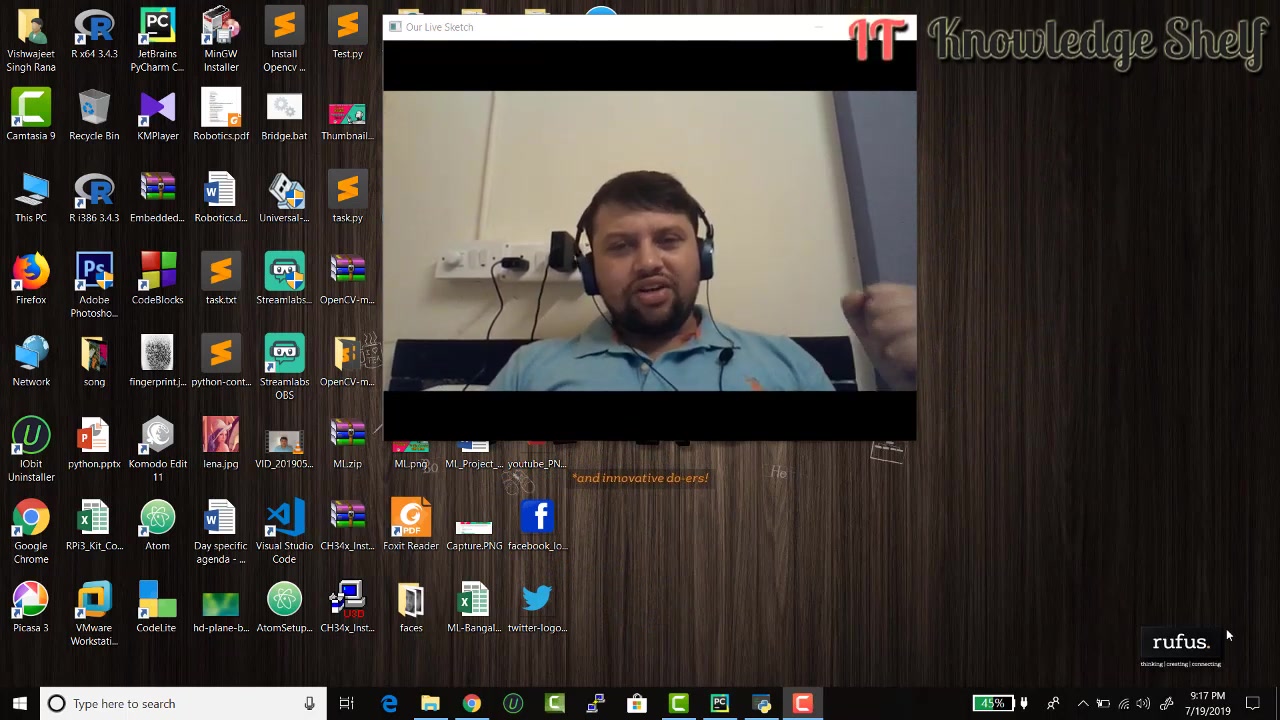 Our Live Sketch
IT Knowledge Shelf
Vishwajeet
Singh Rana
R x64 3.4.3
JetBrains
PyCharm C...
MinGW
Installer
Install
Opencv ...
Test.py
Camtasia 9
Recycle Bin
KMPlayer
Robotics.pdf
Bridge.bat
Thumbnail...
This PC
R i386 3.4.3
Embedded...
Robotics.d...
Universal-...
task.py
Firefox
Adobe
Photosho...
CodeBlocks
task.txt
Streamlabs...
OpenCV-m...
Network
song
fingerprint.j...
python-cont...
Streamlabs
OBS
OpenCV-m...
IObit
Uninstaller
python.pptx
Komodo Edit
11
lena.jpg
VID_201905...
ML.zip
ML.png
ML_Project_...
youtube_PN...
DO
He
*and innovative do-ers!
Google
Chrome
RPi3_Kit_Co...
Atom
Day specific
agenda - ...
Visual Studio
Code
CH34x_Inst...
PDF
Foxit Reader
Capture.PNG
facebook_lo...
Picasa 3
VMware
Workstati...
CodeLite
hd-plane-b...
AtomSetup...
CH34x_Inst...
faces
ML-Bangal...
twitter-logo...
rufus.
thinking | creating | connecting
Type here to search
45%
9:17 PM
7/19/2019